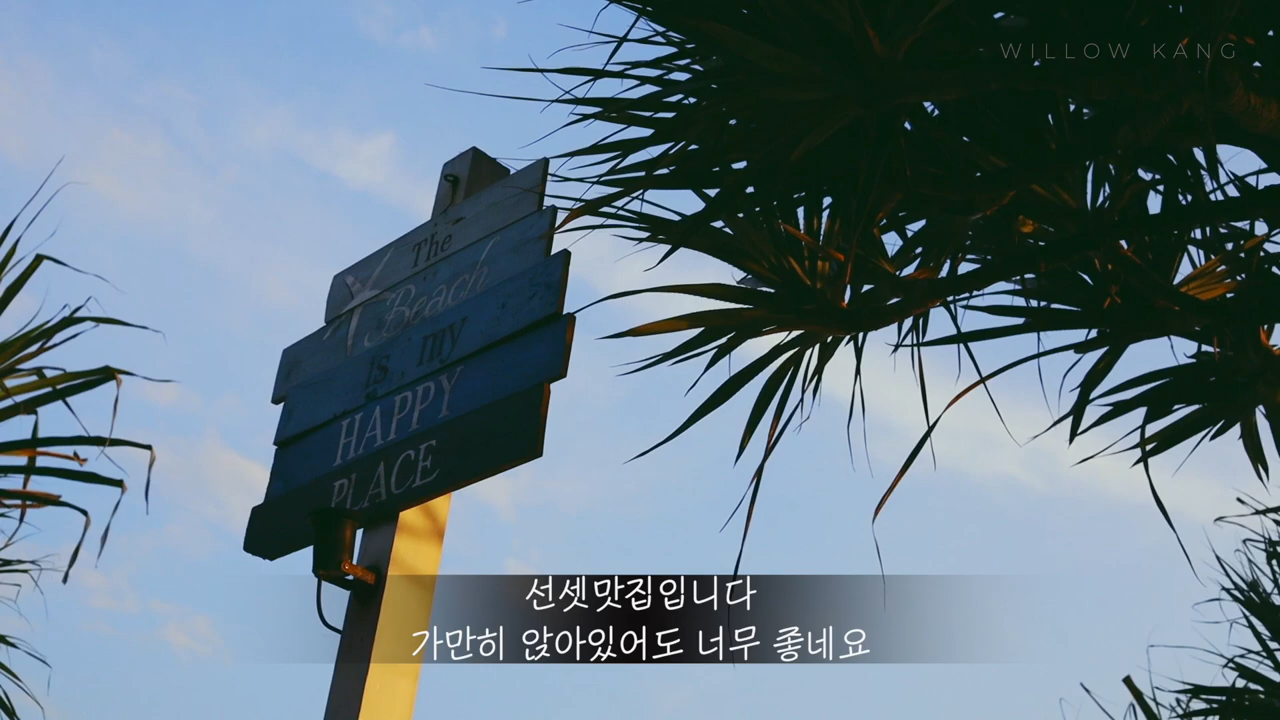 WILLOW KANG
The
Beach
is my
HAPPY
PLACE
선셋맛집입니다
가만히 앉아있어도 너무 좋네요